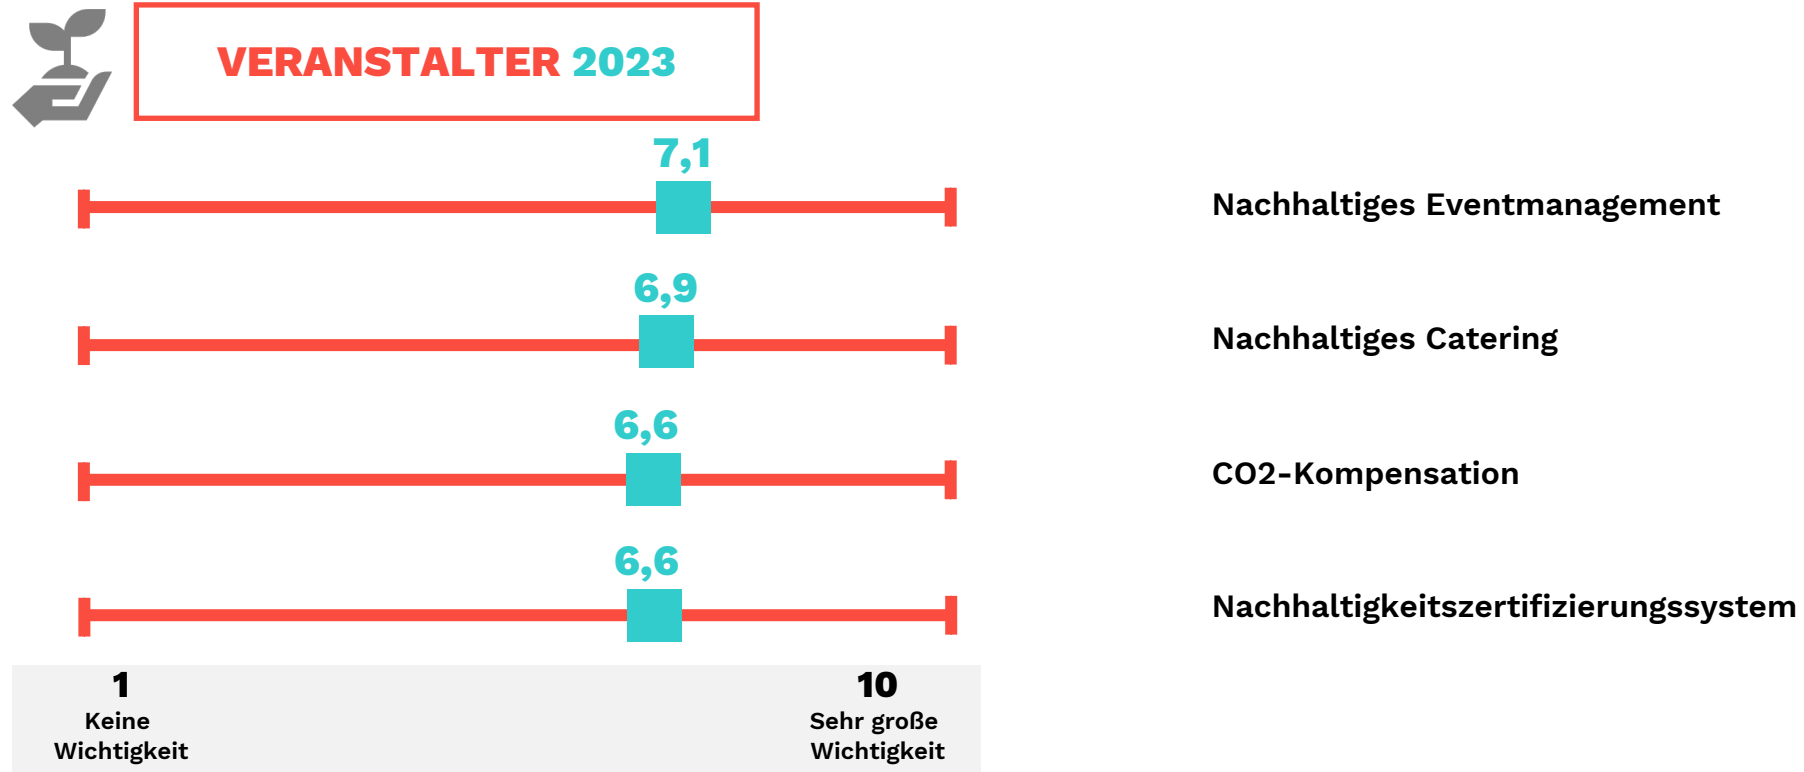 VERANSTALTER 2023
7,1
Nachhaltiges Eventmanagement
6,9
Nachhaltiges Catering
6,6
CO2-Kompensation
6,6
Nachhaltigkeitszertifizierungssystem
1
Keine
Wichtigkeit
10
Sehr große
Wichtigkeit